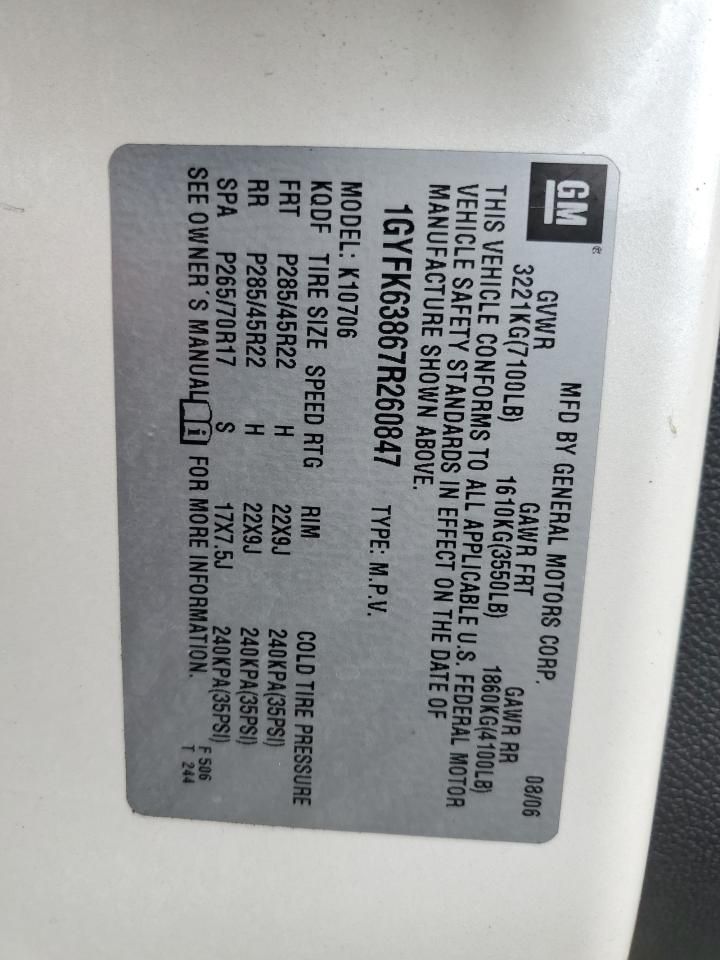 GM®
MFD BY GENERAL MOTORS CORP. 08/06
GVWR GAWR FRT GAWR RR
3221KG(7100LB) 1610KG(3550LB) 1860KG(4100LB)
THIS VEHICLE CONFORMS TO ALL APPLICABLE U.S. FEDERAL MOTOR
VEHICLE SAFETY STANDARDS IN EFFECT ON THE DATE OF
MANUFACTURE SHOWN ABOVE.
1GYFK63867R260847 TYPE: M.P.V.
MODEL: K10706
KQDF TIRE SIZE SPEED RTG RIM COLD TIRE PRESSURE
FRT P285/45R22 H 22X9J 240KPA(35PSI)
RR P285/45R22 H 22X9J 240KPA(35PSI)
SPA P265/70R17 S 17X7.5J 240KPA(35PSI)
SEE OWNER'S MANUAL i FOR MORE INFORMATION.
F 506
T 244